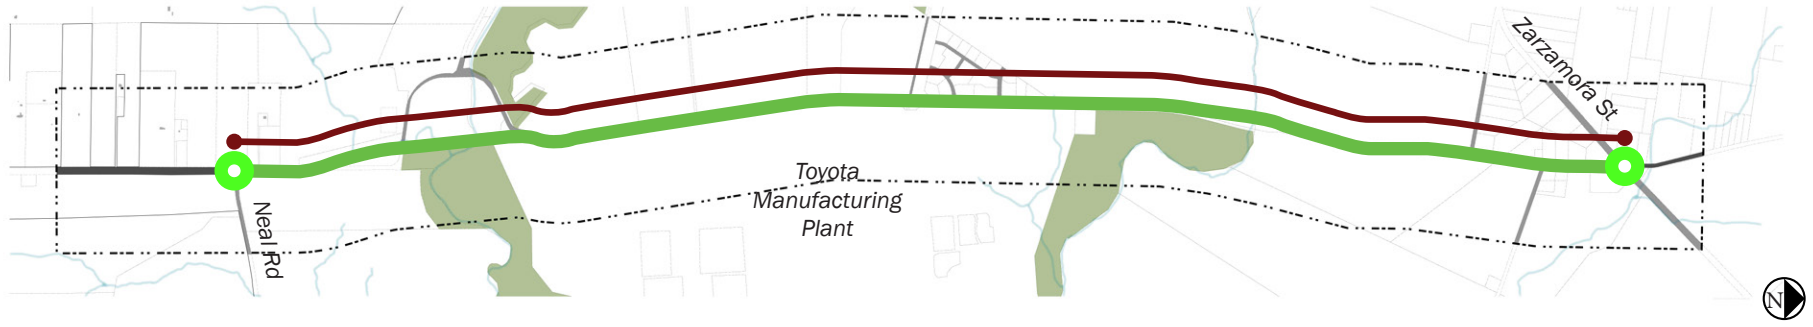 Zarzamora St
Toyota
Manufacturing
Plant
Neal Rd
N